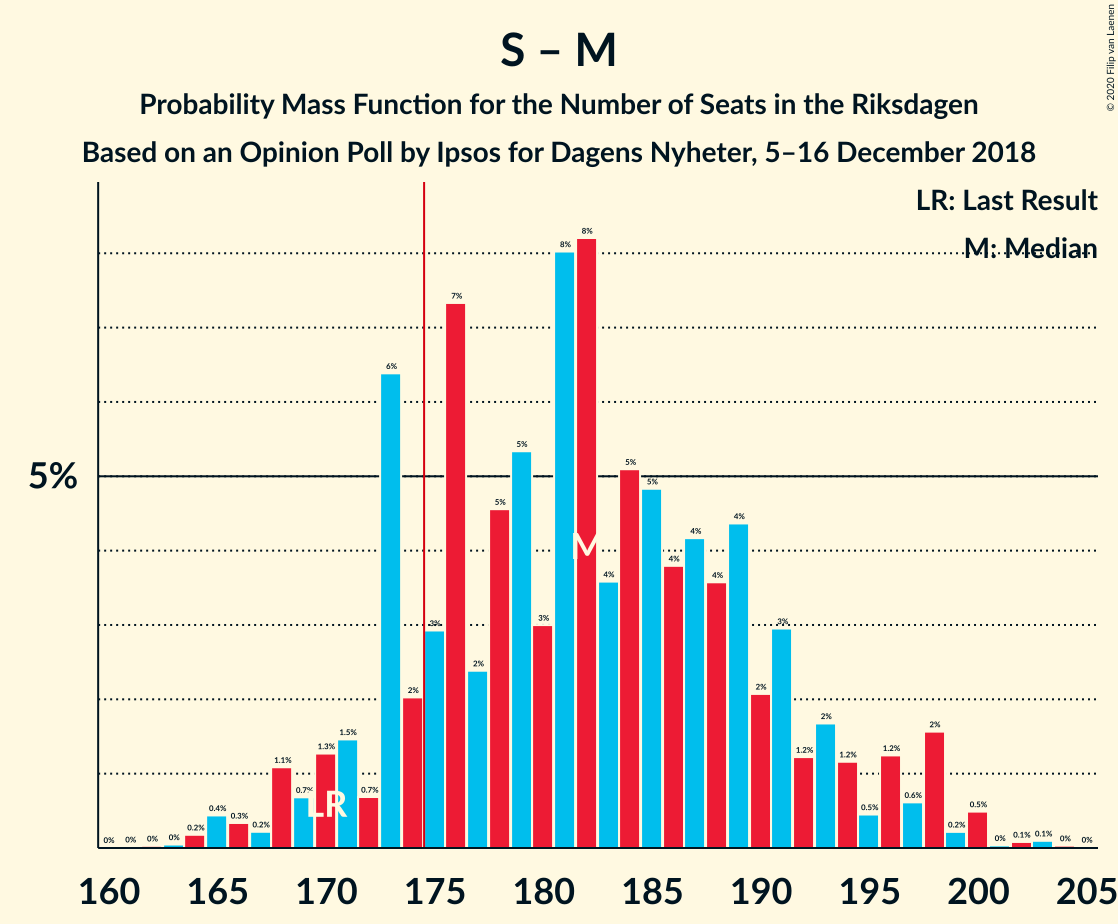 S – M
Probability Mass Function for the Number of Seats in the Riksdagen
Based on an Opinion Poll by Ipsos for Dagens Nyheter, 5–16 December 2018
© 2020 Filip van Laenen
LR: Last Result
M: Median
5%
0% 0% 0% 0% 0.2% 0.4% 0.3% 0.2% 1.1% 0.7% 1.3% 1.5% 0.7% 6% 2% 3% 7% 2% 5% 5% 3% 8% 8% 4% 5% 5% 4% 4% 4% 4% 2% 3% 1.2% 2% 1.2% 0.5% 1.2% 0.6% 2% 0.2% 0.5% 0% 0.1% 0.1% 0% 0%
LR
M
160 165 170 175 180 185 190 195 200 205